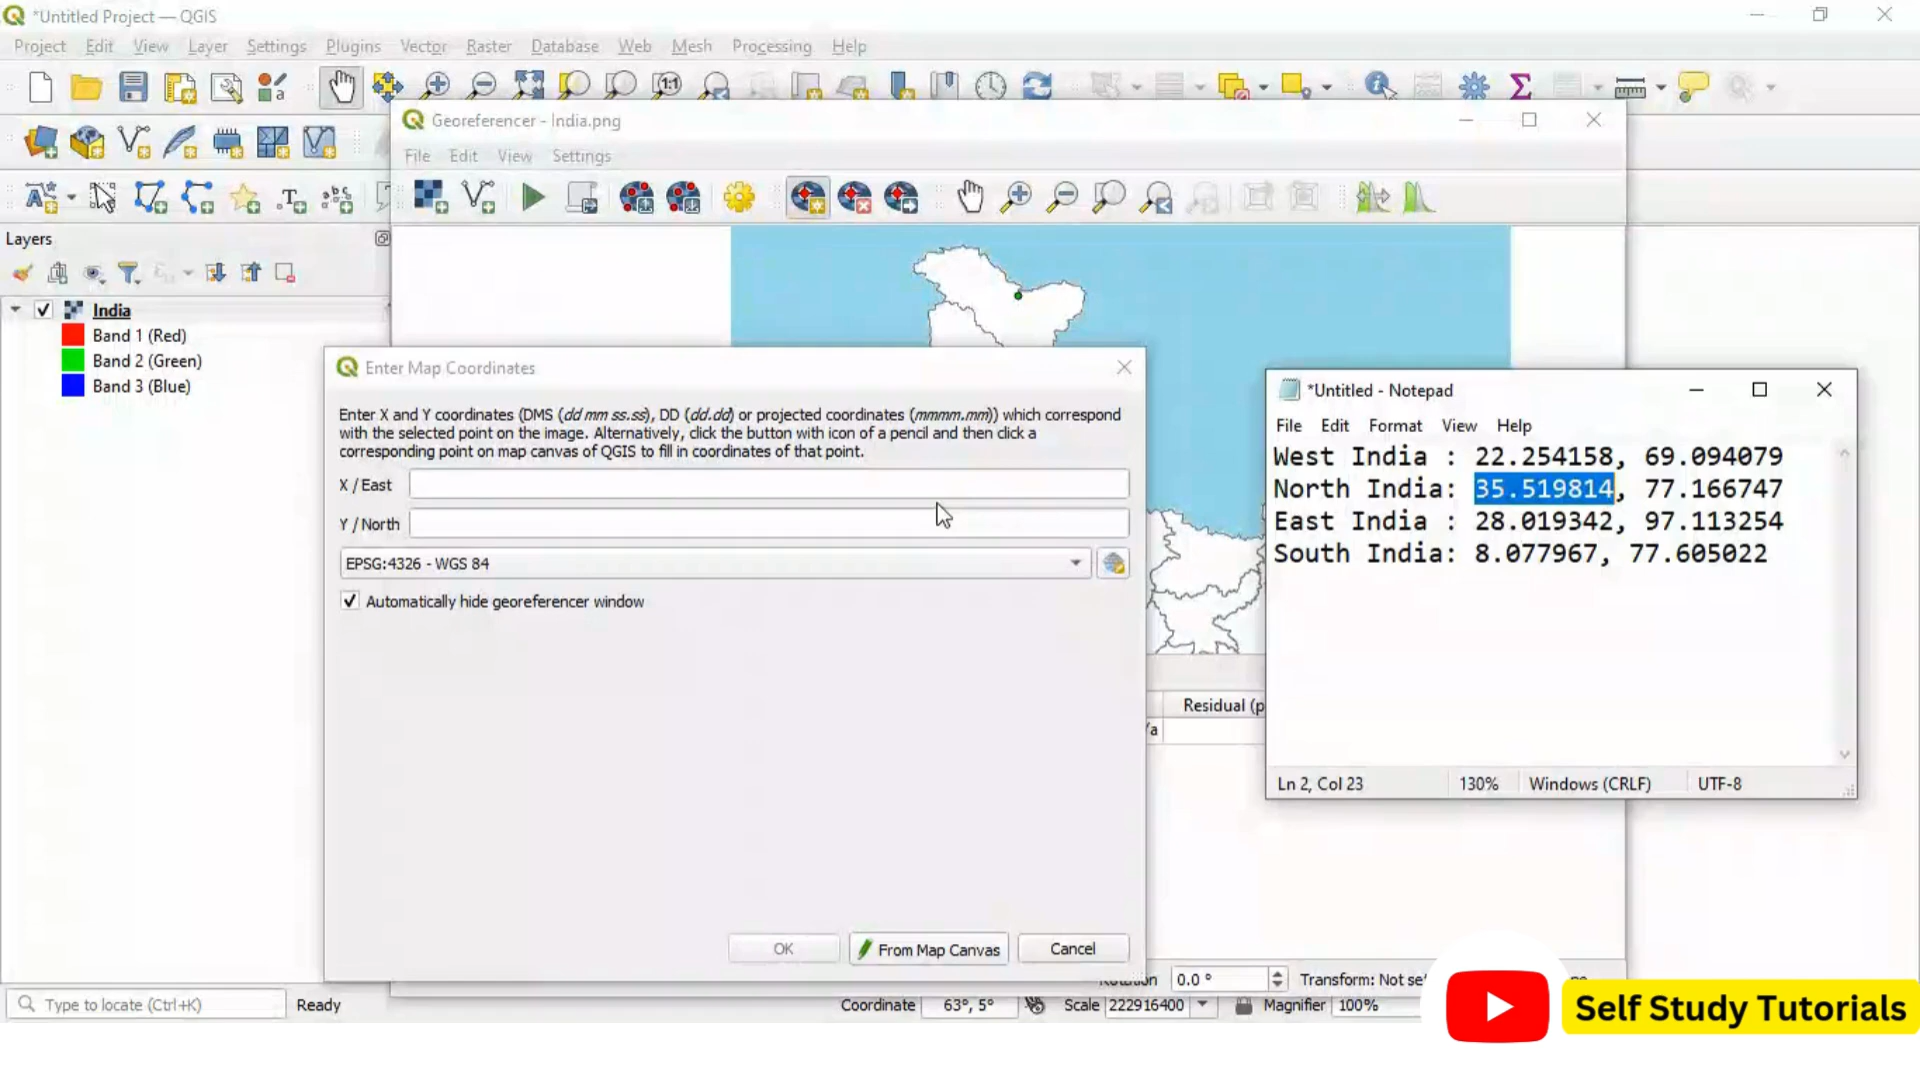 *Untitled Project — QGIS
Project Edit View Layer Settings Plugins Vector Raster Database Web Mesh Processing Help
Georeferencer - India.png
File Edit View Settings
Layers
India
Band 1 (Red)
Band 2 (Green)
Band 3 (Blue)
Enter Map Coordinates
Enter X and Y coordinates (DMS (dd mm ss.ss), DD (dd.dd) or projected coordinates (mmmm.mm)) which correspond
with the selected point on the image. Alternatively, click the button with icon of a pencil and then click a
corresponding point on map canvas of QGIS to fill in coordinates of that point.
X / East
Y / North
EPSG:4326 - WGS 84
Automatically hide georeferencer window
OK From Map Canvas Cancel
*Untitled - Notepad
File Edit Format View Help
West India : 22.254158, 69.094079
North India: 35.519814, 77.166747
East India : 28.019342, 97.113254
South India: 8.077967, 77.605022
Ln 2, Col 23 130% Windows (CRLF) UTF-8
Residual (p
/a
0.0 ° Transform: Not se
Type to locate (Ctrl+K) Ready Coordinate 63°, 5° Scale 222916400 Magnifier 100%
Self Study Tutorials